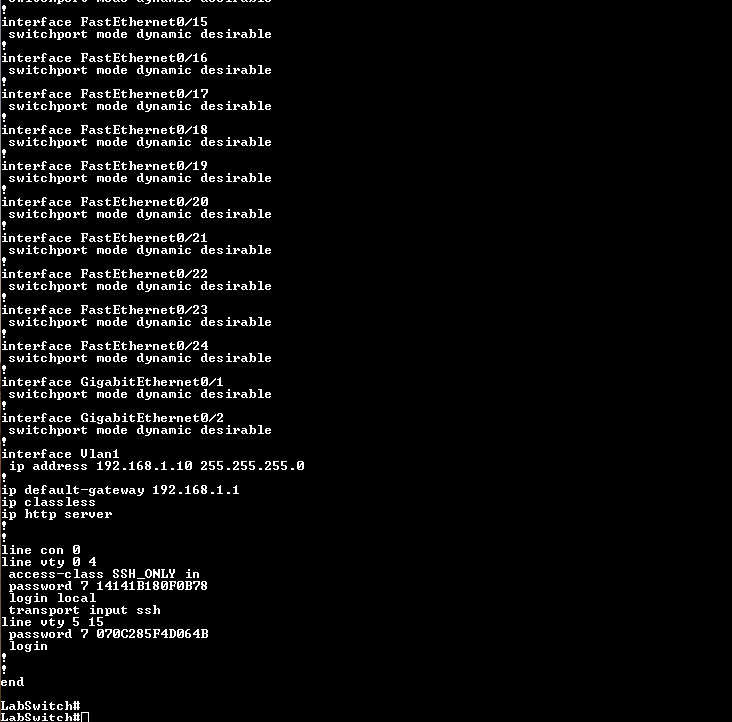 switchport mode dynamic desirable
!
interface FastEthernet0/15
switchport mode dynamic desirable
!
interface FastEthernet0/16
switchport mode dynamic desirable
!
interface FastEthernet0/17
switchport mode dynamic desirable
!
interface FastEthernet0/18
switchport mode dynamic desirable
!
interface FastEthernet0/19
switchport mode dynamic desirable
!
interface FastEthernet0/20
switchport mode dynamic desirable
!
interface FastEthernet0/21
switchport mode dynamic desirable
!
interface FastEthernet0/22
switchport mode dynamic desirable
!
interface FastEthernet0/23
switchport mode dynamic desirable
!
interface FastEthernet0/24
switchport mode dynamic desirable
!
interface GigabitEthernet0/1
switchport mode dynamic desirable
!
interface GigabitEthernet0/2
switchport mode dynamic desirable
!
interface Vlan1
ip address 192.168.1.10 255.255.255.0
!
ip default-gateway 192.168.1.1
ip classless
ip http server
!
!
line con 0
line vty 0 4
access-class SSH_ONLY in
password 7 14141B180F0B78
login local
transport input ssh
line vty 5 15
password 7 070C285F4D064B
login
!
!
end
LabSwitch#
LabSwitch#